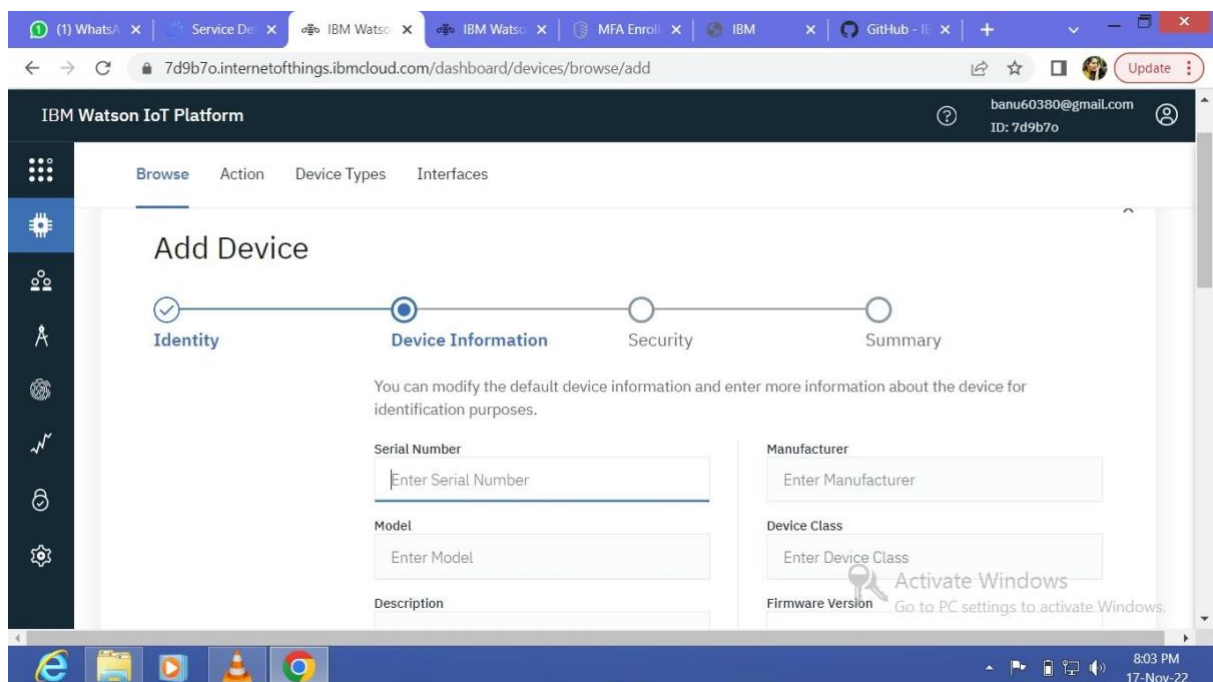 (1) WhatsA
Service De
IBM Watso
IBM Watso
MFA Enroll
IBM
GitHub - I
7d9b7o.internetofthings.ibmcloud.com/dashboard/devices/browse/add
Update
IBM Watson IoT Platform
banu60380@gmail.com
ID: 7d9b7o
Browse Action Device Types Interfaces
Add Device
Identity Device Information Security Summary
You can modify the default device information and enter more information about the device for
identification purposes.
Serial Number Manufacturer
Enter Serial Number Enter Manufacturer
Model Device Class
Enter Model Enter Device Class
Activate Windows
Description Firmware Version Go to PC settings to activate Windows.
8:03 PM
17-Nov-22